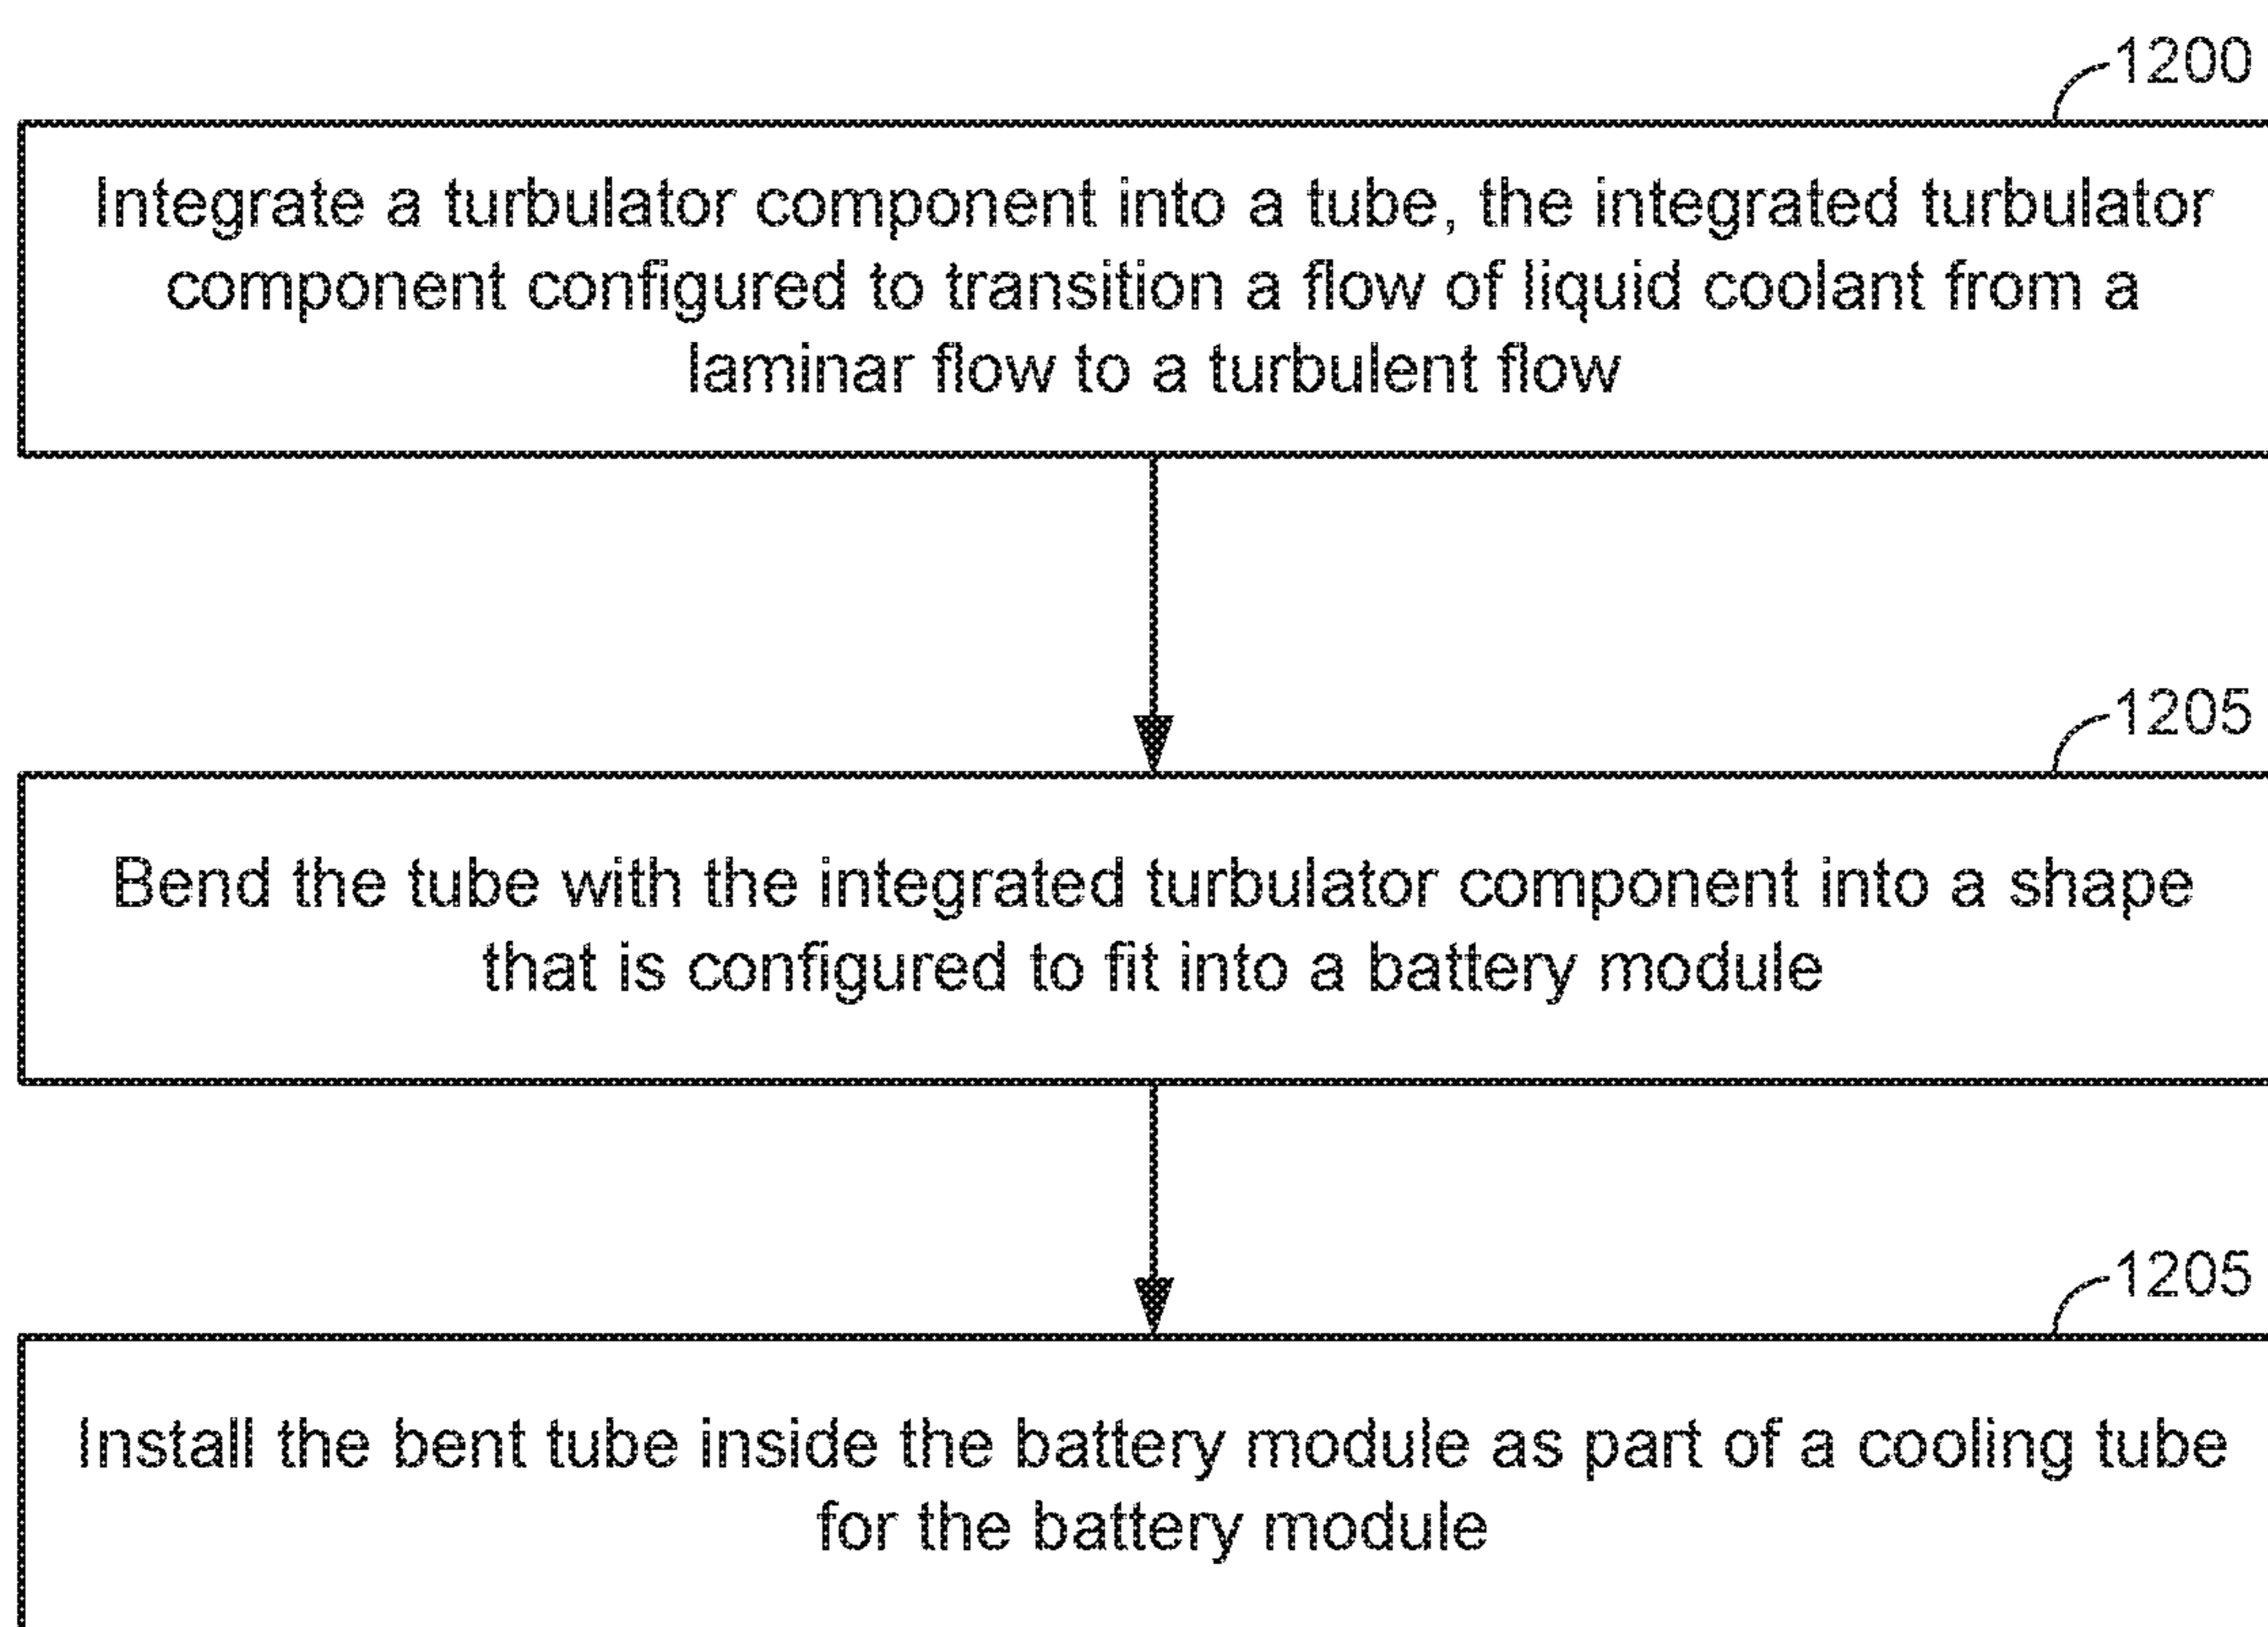 1200
Integrate a turbulator component into a tube, the integrated turbulator
component configured to transition a flow of liquid coolant from a
laminar flow to a turbulent flow
1205
Bend the tube with the integrated turbulator component into a shape
that is configured to fit into a battery module
1205
Install the bent tube inside the battery module as part of a cooling tube
for the battery module